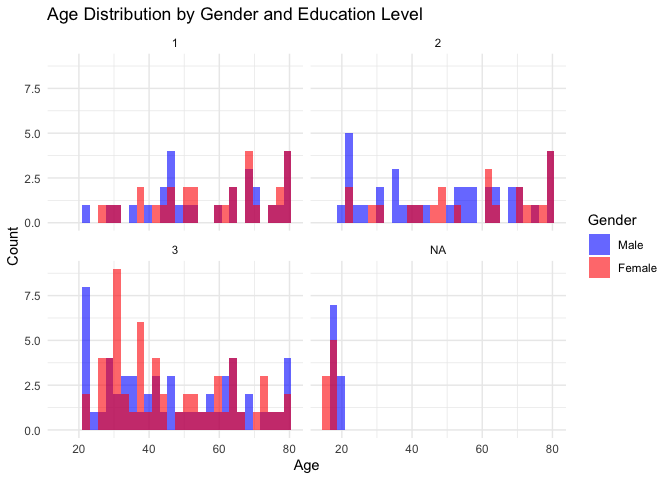 Age Distribution by Gender and Education Level
1
2
7.5
5.0
2.5
0.0
Count
Gender
Male
Female
3
NA
7.5
5.0
2.5
0.0
20 40 60 80 20 40 60 80
Age